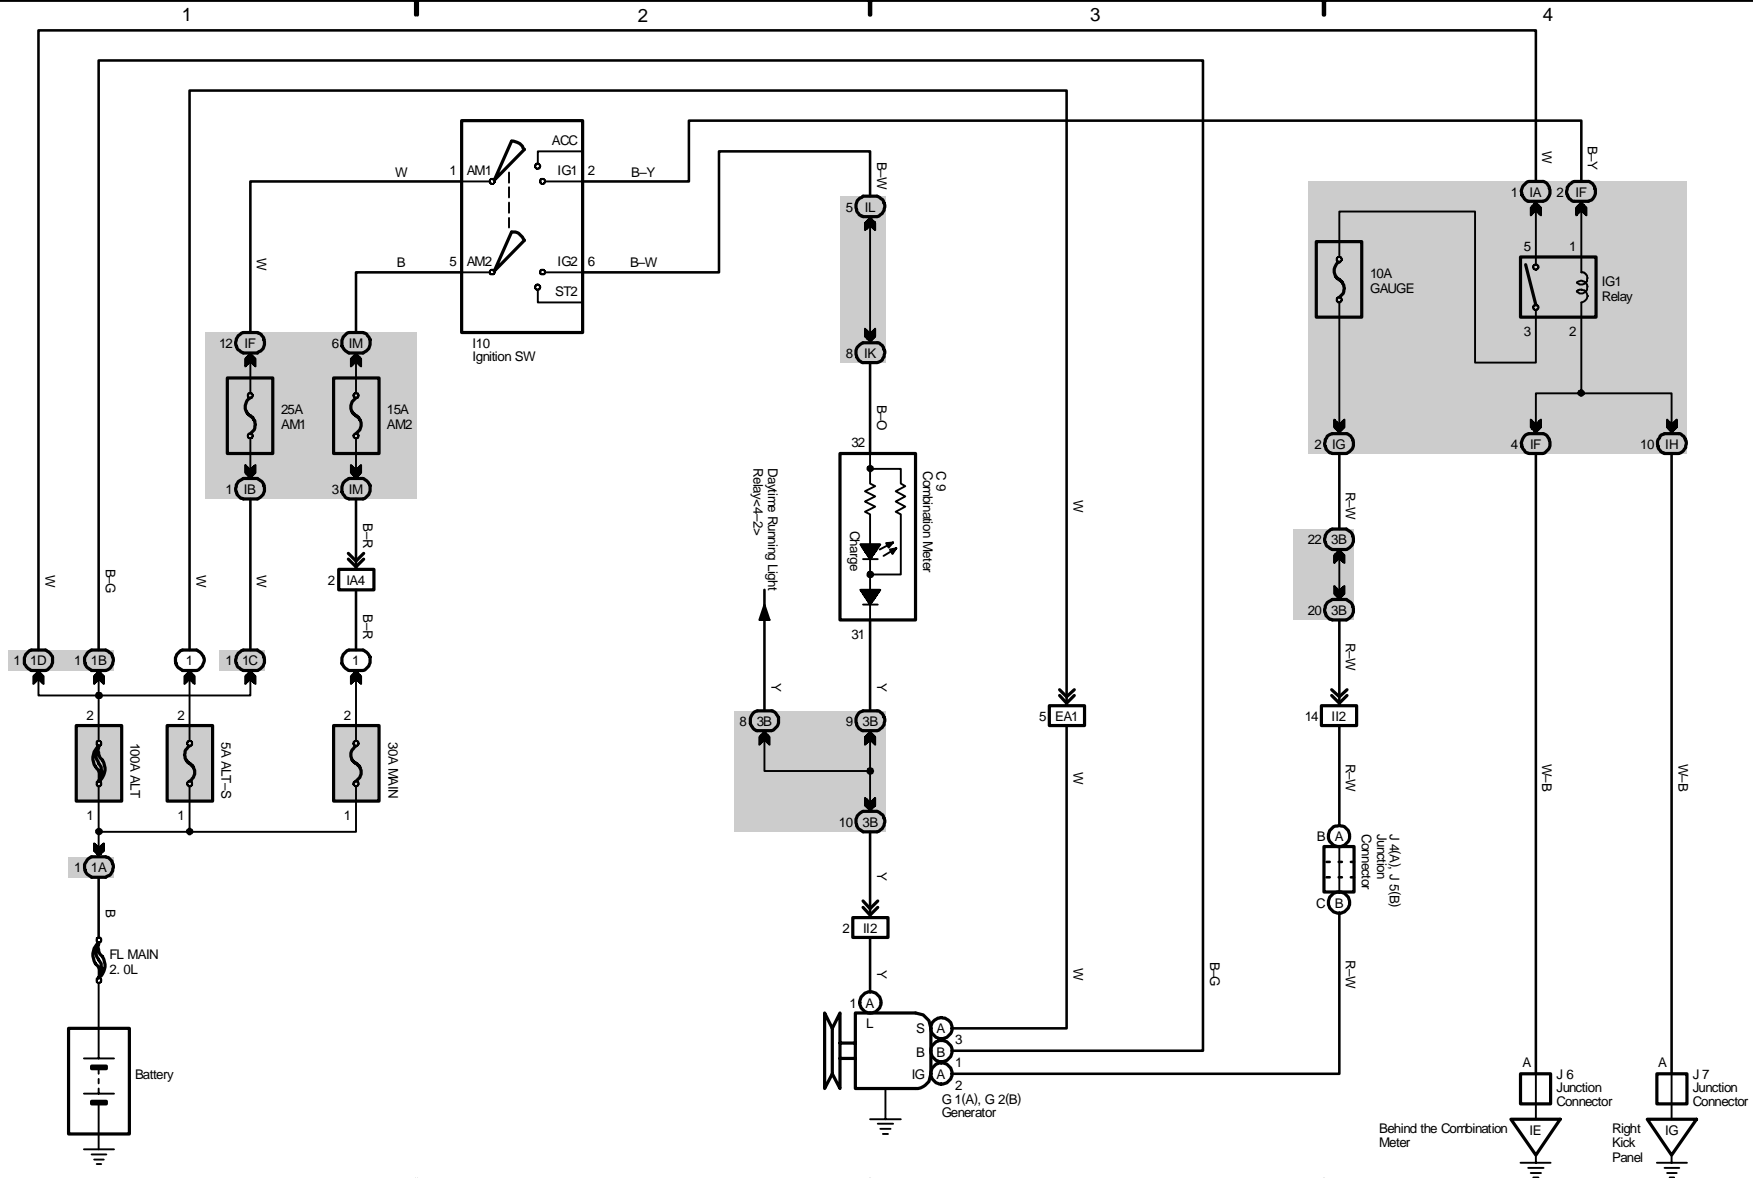 1
2
3
4
ACC
W
1
AM1
IG1
2
B–Y
B
5
AM2
IG2
6
B–W
ST2
I10
Ignition SW
B–W
5
IL
8
IK
B–O
W
1
IA
B–Y
2
IF
5
1
10A
GAUGE
IG1
Relay
3
2
2
IG
4
IF
10
IH
W
12
IF
6
IM
25A
AM1
15A
AM2
1
IB
3
IM
B–R
2
IA4
B–R
W
B–G
W
W
1
1D
1
1B
1
1
1C
1
2
2
2
100A ALT
5A ALT–S
30A MAIN
1
1
1
1
1A
B
FL MAIN
2. 0L
Battery
32
C 9
Combination Meter
Charge
31
Daytime Running Light
Relay<4–2>
Y
Y
8
3B
9
3B
10
3B
Y
2
II2
Y
1
A
L
S
A
3
B
B
1
IG
A
2
G 1(A), G 2(B)
Generator
W
5
EA1
W
W
B–G
R–W
22
3B
20
3B
R–W
14
II2
R–W
B
A
J 4(A), J 5(B)
Junction
Connector
C
B
R–W
W–B
W–B
A
J 6
Junction
Connector
A
J 7
Junction
Connector
Behind the Combination
Meter
IE
Right
Kick
Panel
IG